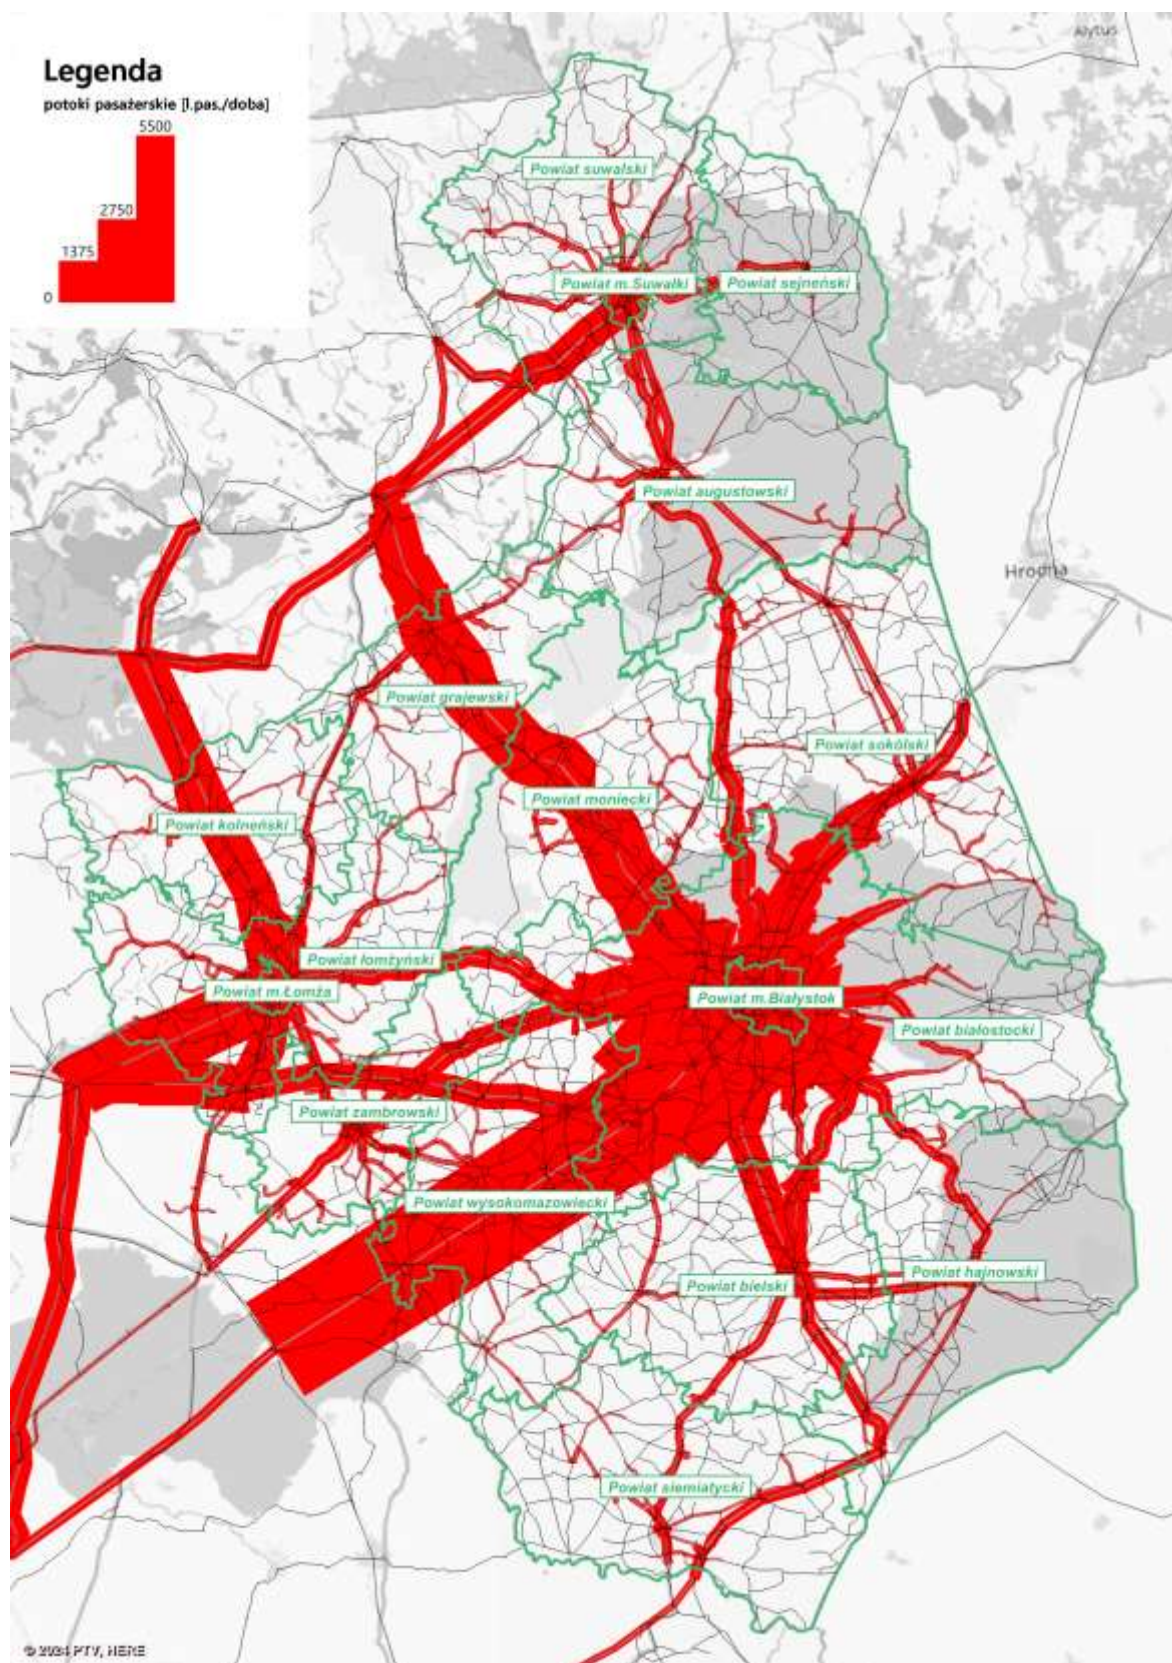 Alytus
Legenda
potoki pasażerskie [l.pas./doba]
5500
2750
1375
0
Powiat suwalski
Powiat m.Suwałki
Powiat sejneński
Powiat augustowski
Hrodna
Powiat grajewski
Powiat sokólski
Powiat moniecki
Powiat kolneński
Powiat łomżyński
Powiat m.Łomża
Powiat m.Białystok
Powiat białostocki
Powiat zambrowski
Powiat wysokomazowiecki
Powiat hajnowski
Powiat bielski
Powiat siemiatycki
© 2024 PTV, HERE